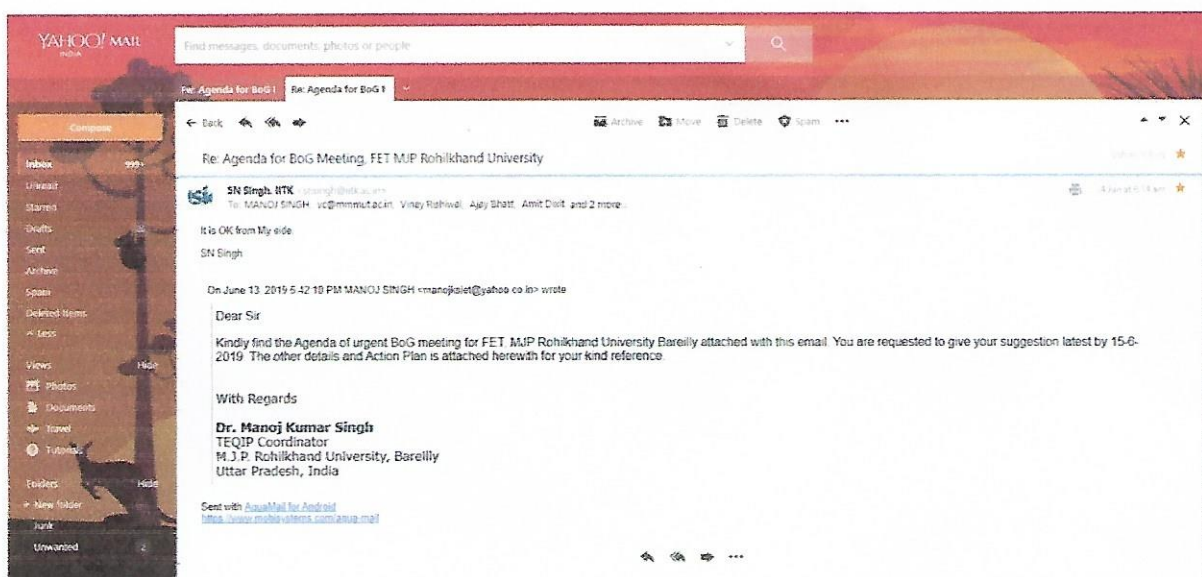 YAHOO! MAIL
INDIA
Find messages, documents, photos or people
Re: Agenda for BoG
Re: Agenda for BoG
Compose
Back
Archive
Move
Delete
Spam
Re: Agenda for BoG Meeting, FET MJP Rohilkhand University
Inbox 999+
Unread
Starred
Drafts
Sent
Archive
Spam
Deleted Items
Less
Views Hide
Photos
Documents
Travel
Tutorials
Folders Hide
New folder
Junk
Unwanted 2
SN Singh, IITK
To: MANOJ SINGH, vc@mmmut.ac.in, Vinay Rishiwal, Ajay Bhatt, Amit Dixit and 2 more
It is OK from My side.
SN Singh
On June 13, 2019 5:42:19 PM MANOJ SINGH <manojksiet@yahoo.co.in> wrote
Dear Sir
Kindly find the Agenda of urgent BoG meeting for FET, MJP Rohilkhand University Bareilly attached with this email. You are requested to give your suggestion latest by 15-6-
2019. The other details and Action Plan is attached herewith for your kind reference.
With Regards
Dr. Manoj Kumar Singh
TEQIP Coordinator
M.J.P. Rohilkhand University, Bareilly
Uttar Pradesh, India
Sent with AquaMail for Android
https://www.mobisystems.com/aqua-mail